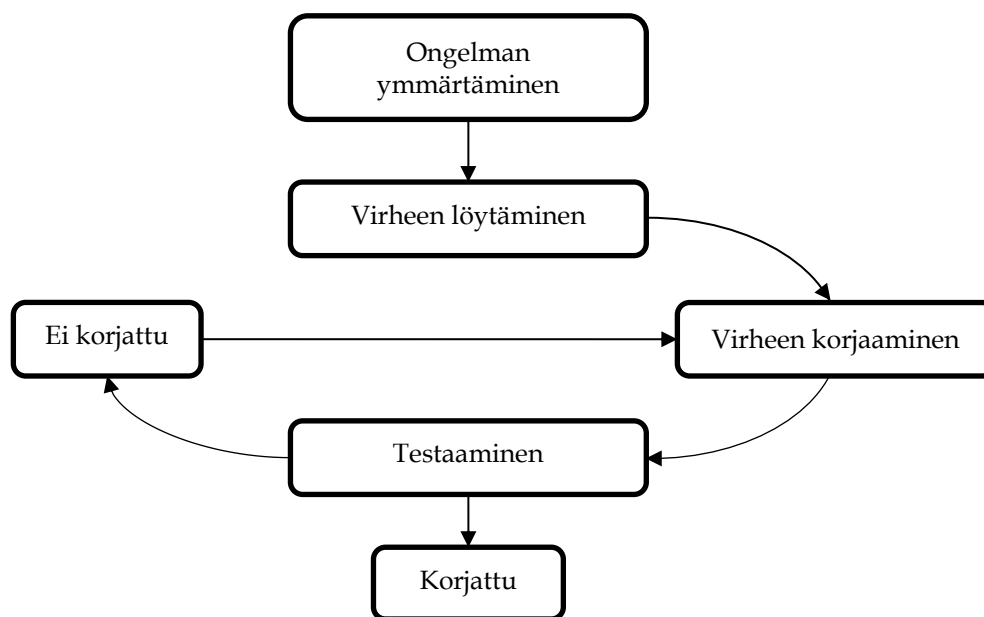 Ongelman
ymmärtäminen
Virheen löytäminen
Ei korjattu
Virheen korjaaminen
Testaaminen
Korjattu